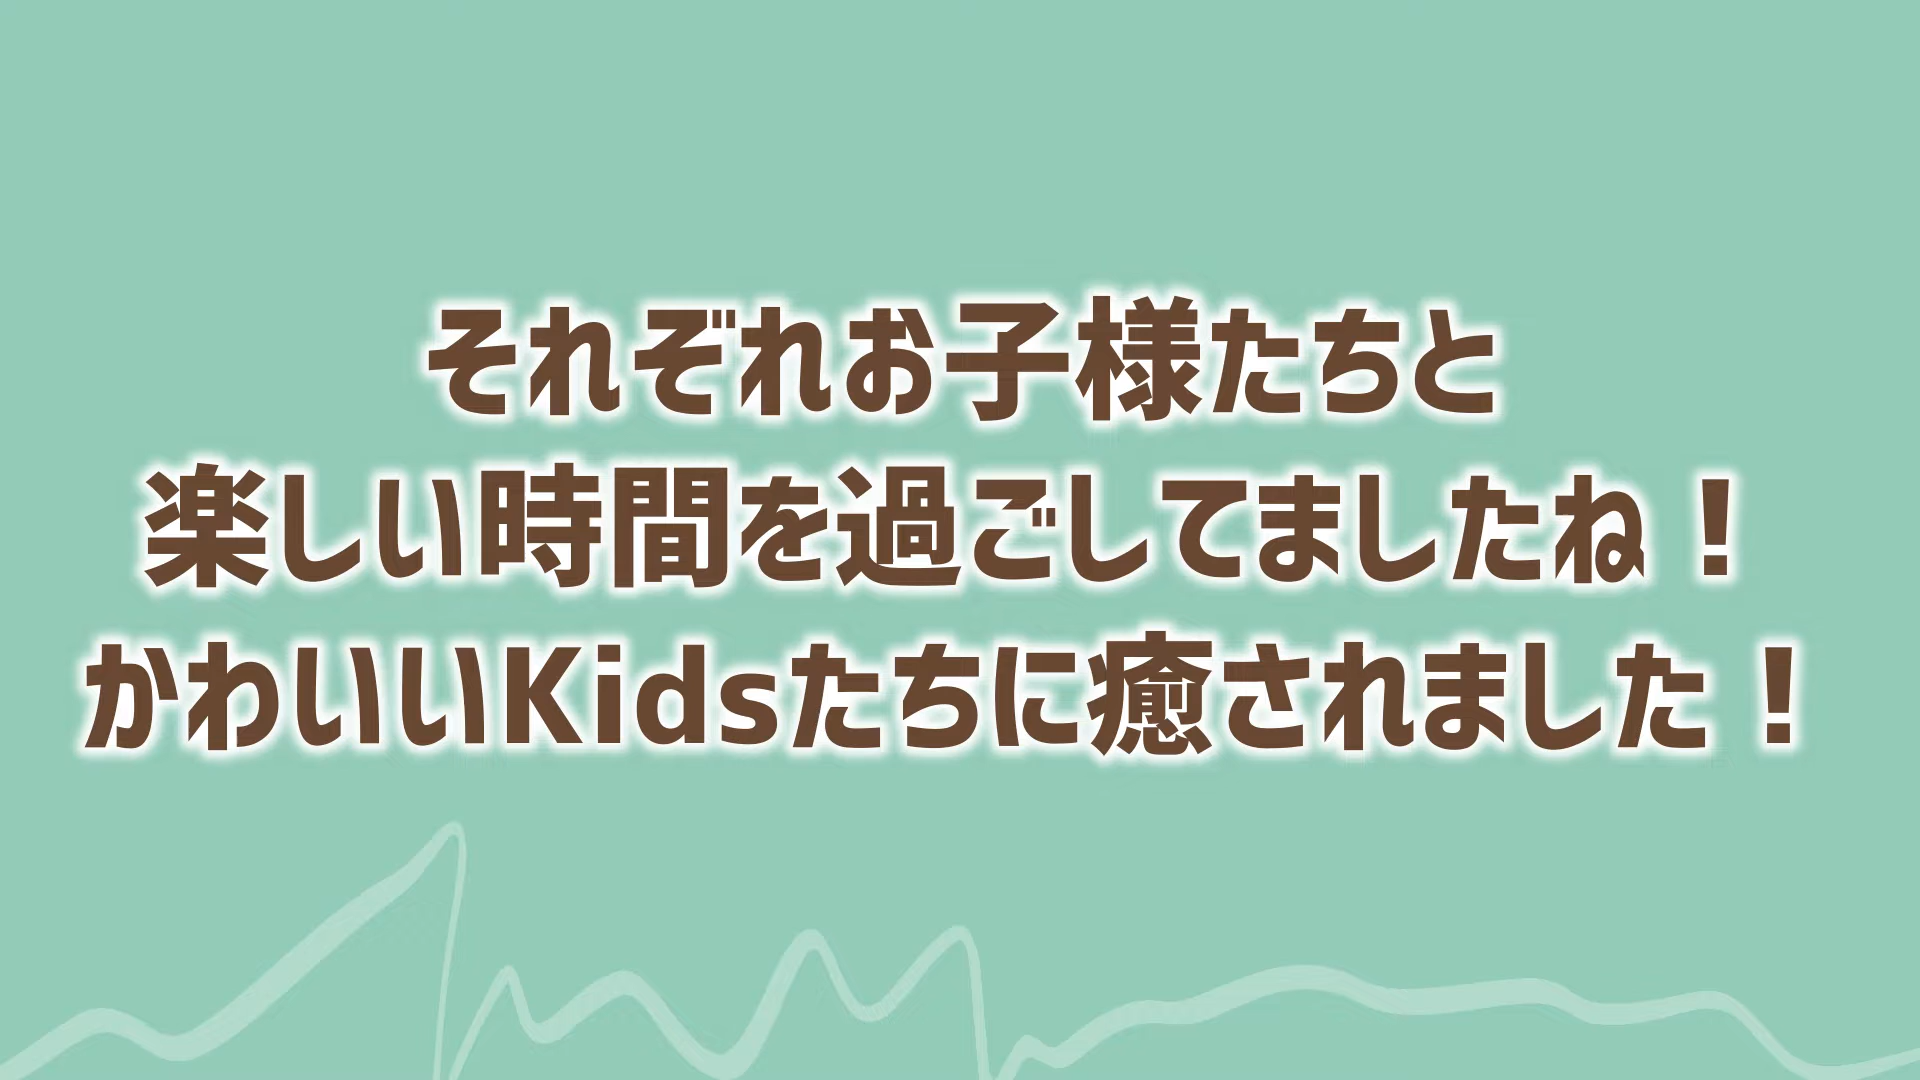 それぞれお子様たちと
楽しい時間を過ごしてましたね！
かわいいKidsたちに癒されました！